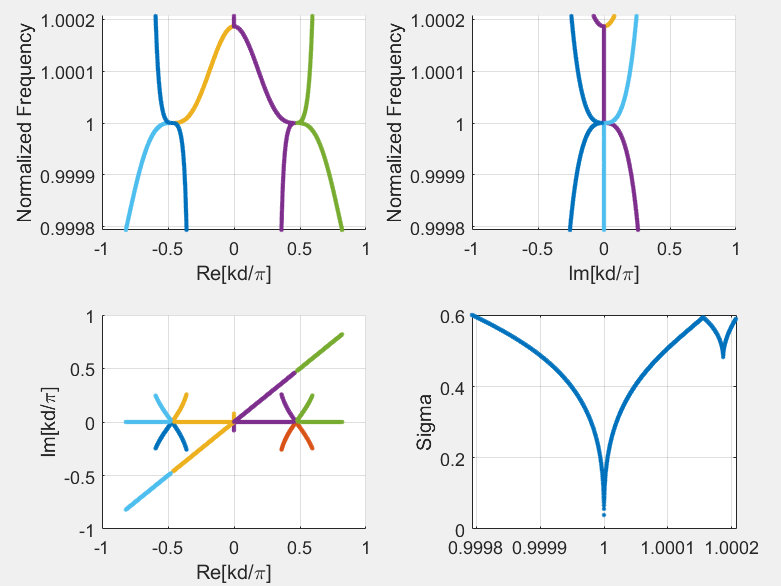 1.0002
1.0001
1
0.9999
0.9998
Normalized Frequency
-1 -0.5 0 0.5 1
Re[kd/π]
1.0002
1.0001
1
0.9999
0.9998
Normalized Frequency
-1 -0.5 0 0.5 1
Im[kd/π]
1
0.5
0
-0.5
-1
Im[kd/π]
-1 -0.5 0 0.5 1
Re[kd/π]
0.6
0.4
0.2
0
Sigma
0.9998 0.9999 1 1.0001 1.0002